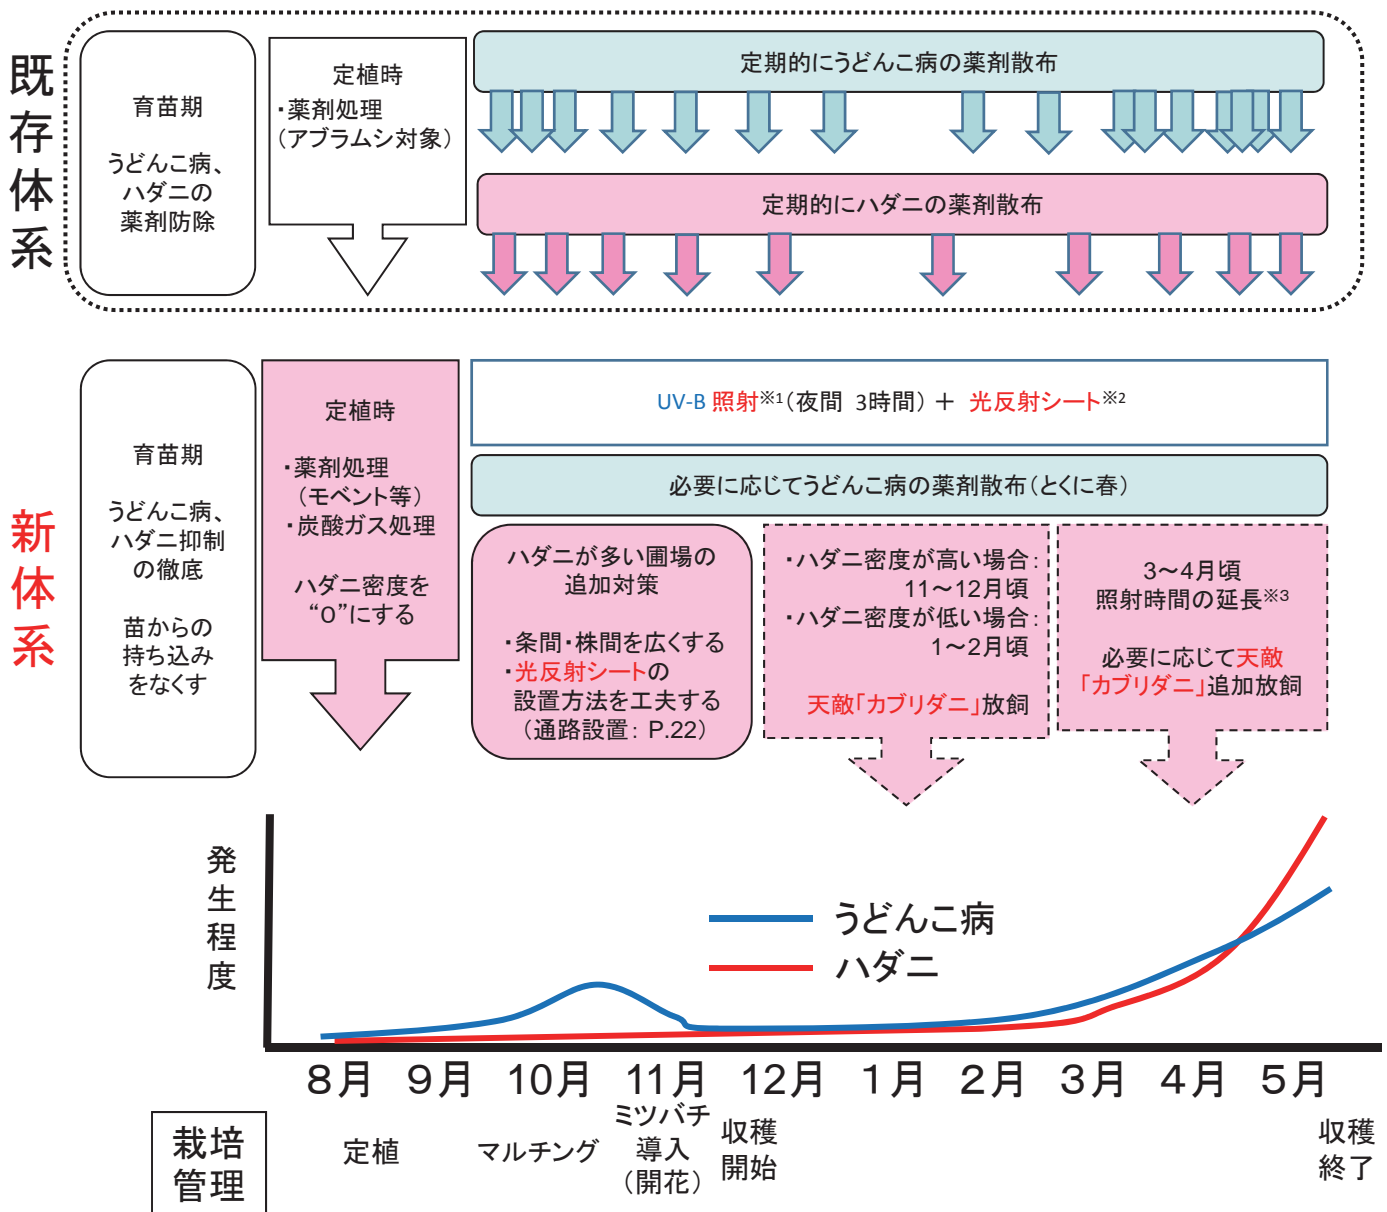 既存体系
育苗期
うどんこ病、
ハダニの
薬剤防除
定植時
・薬剤処理
（アブラムシ対象）
定期的にうどんこ病の薬剤散布
定期的にハダニの薬剤散布
新体系
育苗期
うどんこ病、
ハダニ抑制
の徹底
苗からの
持ち込み
をなくす
定植時
・薬剤処理
（モベント等）
・炭酸ガス処理
ハダニ密度を
“0”にする
UV-B 照射※1（夜間 3時間）＋ 光反射シート※2
必要に応じてうどんこ病の薬剤散布（とくに春）
ハダニが多い圃場の
追加対策
・条間・株間を広くする
・光反射シートの
設置方法を工夫する
（通路設置： P.22）
・ハダニ密度が高い場合：
11～12月頃
・ハダニ密度が低い場合：
1～2月頃
天敵「カブリダニ」放飼
3～4月頃
照射時間の延長※3
必要に応じて天敵
「カブリダニ」追加放飼
発生程度
うどんこ病
ハダニ
8月 9月 10月 11月 12月 1月 2月 3月 4月 5月
栽培
管理
定植
マルチング
ミツバチ
導入
（開花）
収穫
開始
収穫
終了